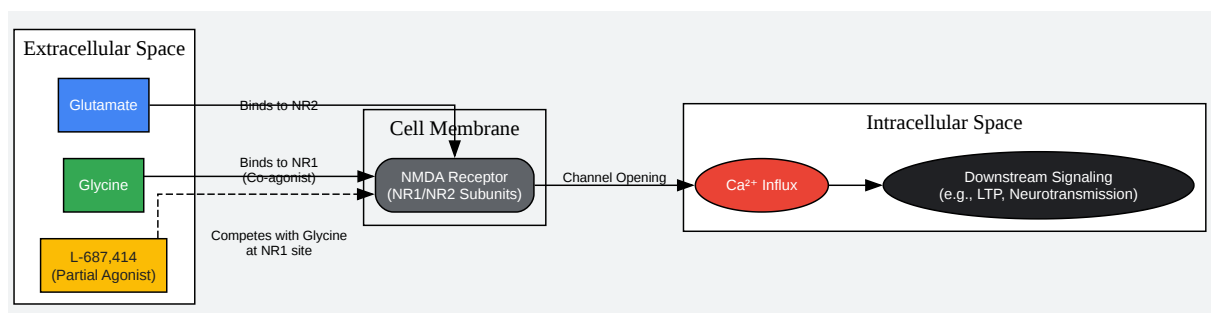 Extracellular Space
Glutamate
Binds to NR2
Glycine
Binds to NR1
(Co-agonist)
L-687,414
(Partial Agonist)
Competes with Glycine
at NR1 site
Cell Membrane
NMDA Receptor
(NR1/NR2 Subunits)
Channel Opening
Intracellular Space
Ca²⁺ Influx
Downstream Signaling
(e.g., LTP, Neurotransmission)